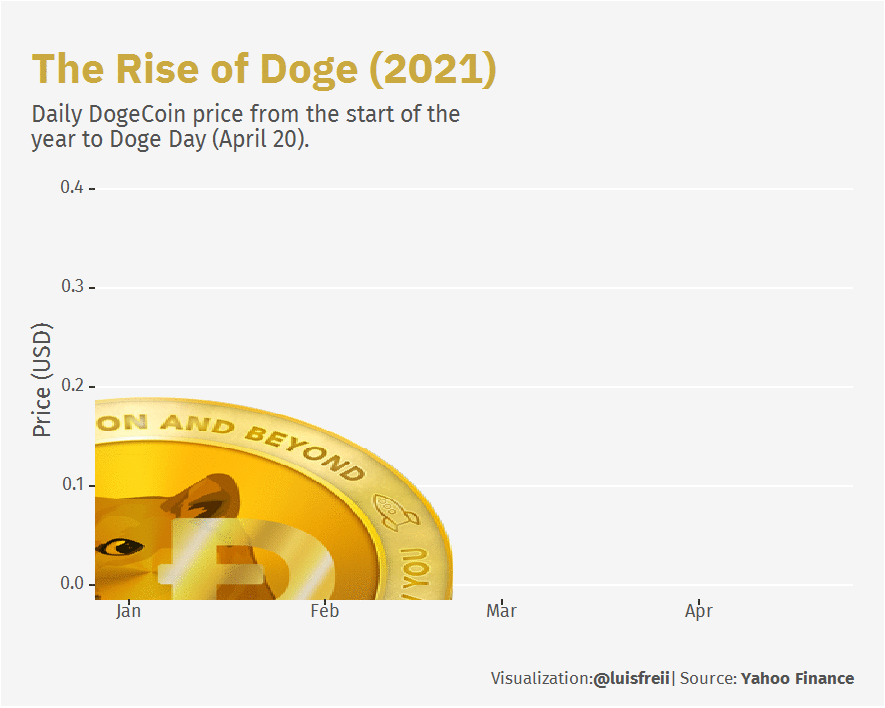 The Rise of Doge (2021)
Daily DogeCoin price from the start of the
year to Doge Day (April 20).
Price (USD)
0.4
0.3
0.2
0.1
0.0
ON AND BEYOND
YOU
Jan
Feb
Mar
Apr
Visualization:@luisfreii| Source: Yahoo Finance